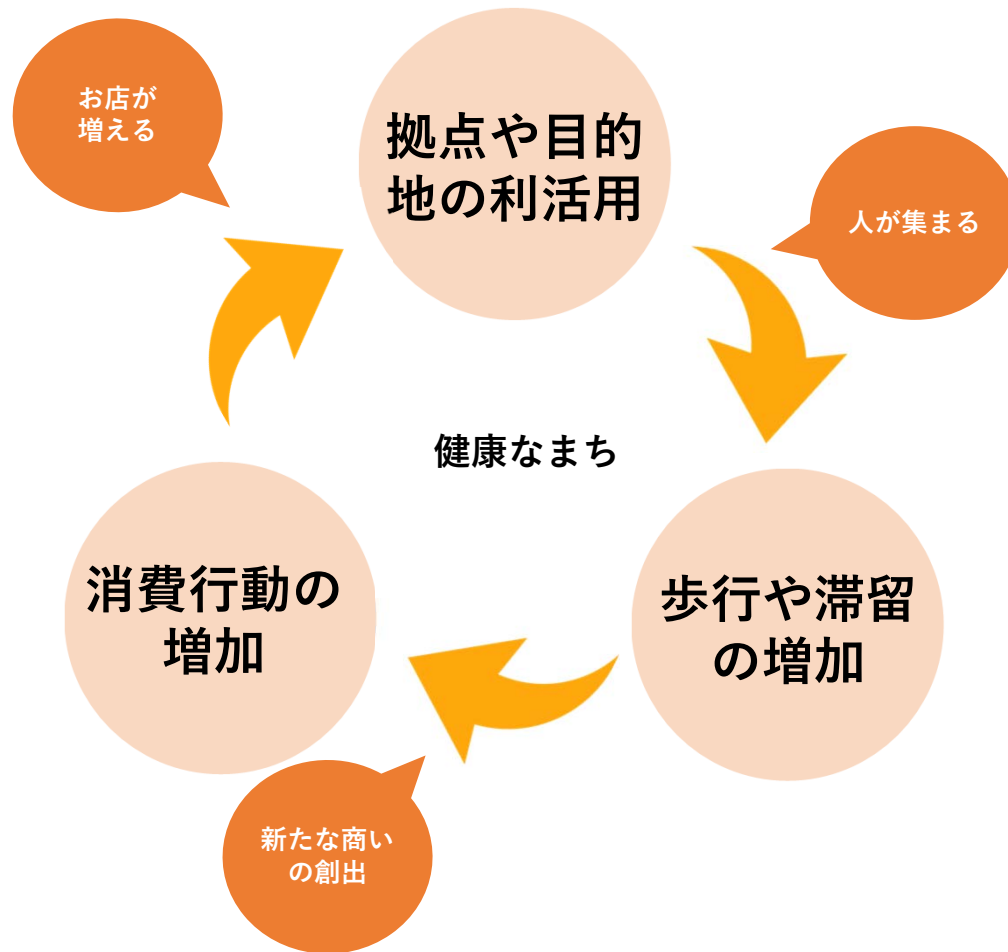 お店が
増える
拠点や目的
地の利活用
人が集まる
健康なまち
消費行動の
増加
歩行や滞留
の増加
新たな商い
の創出